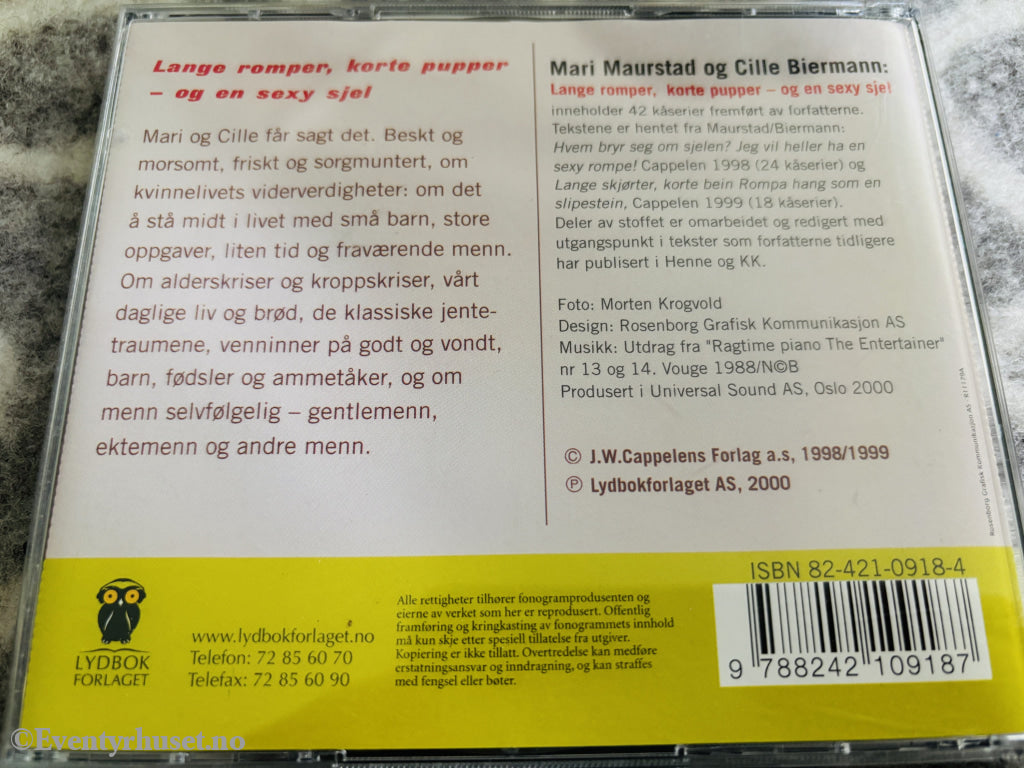 Lange romper, korte pupper
– og en sexy sjel
Mari og Cille får sagt det. Beskt og
morsomt, friskt og sorgmuntert, om
kvinnelivets viderverdigheter: om det
å stå midt i livet med små barn, store
oppgaver, liten tid og fraværende menn.
Om alderskriser og kroppskriser, vårt
daglige liv og brød, de klassiske jente-
traumene, venninner på godt og vondt,
barn, fødsler og ammetåker, og om
menn selvfølgelig – gentlemenn,
ektemenn og andre menn.
Mari Maurstad og Cille Biermann:
Lange romper, korte pupper – og en sexy sjel
inneholder 42 kåserier fremført av forfatterne.
Tekstene er hentet fra Maurstad/Biermann:
Hvem bryr seg om sjelen? Jeg vil heller ha en
sexy rompe! Cappelen 1998 (24 kåserier) og
Lange skjørter, korte bein Rompa hang som en
slipestein, Cappelen 1999 (18 kåserier).
Deler av stoffet er omarbeidet og redigert med
utgangspunkt i tekster som forfatterne tidligere
har publisert i Henne og KK.
Foto: Morten Krogvold
Design: Rosenborg Grafisk Kommunikasjon AS
Musikk: Utdrag fra "Ragtime piano The Entertainer"
nr 13 og 14. Vouge 1988/N©B
Produsert i Universal Sound AS, Oslo 2000
© J.W.Cappelens Forlag a.s, 1998/1999
℗ Lydbokforlaget AS, 2000
Rosenborg Grafisk Kommunikasjon AS - R11179A
LYDBOK
FORLAGET
www.lydbokforlaget.no
Telefon: 72 85 60 70
Telefax: 72 85 60 90
Alle rettigheter tilhører fonogramprodusenten og
eierne av verket som her er reprodusert. Offentlig
framføring og kringkasting av fonogrammets innhold
må kun skje etter spesiell tillatelse fra utgiver.
Kopiering er ikke tillatt. Overtredelse kan medføre
erstatningsansvar og inndragning, og kan straffes
med fengsel eller bøter.
ISBN 82-421-0918-4
9 788242 109187
©Eventyrhuset.no